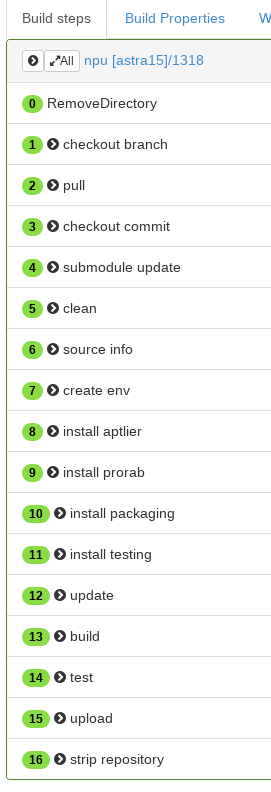 Build steps Build Properties W
All npu [astra15]/1318
0 RemoveDirectory
1 checkout branch
2 pull
3 checkout commit
4 submodule update
5 clean
6 source info
7 create env
8 install aptlier
9 install prorab
10 install packaging
11 install testing
12 update
13 build
14 test
15 upload
16 strip repository